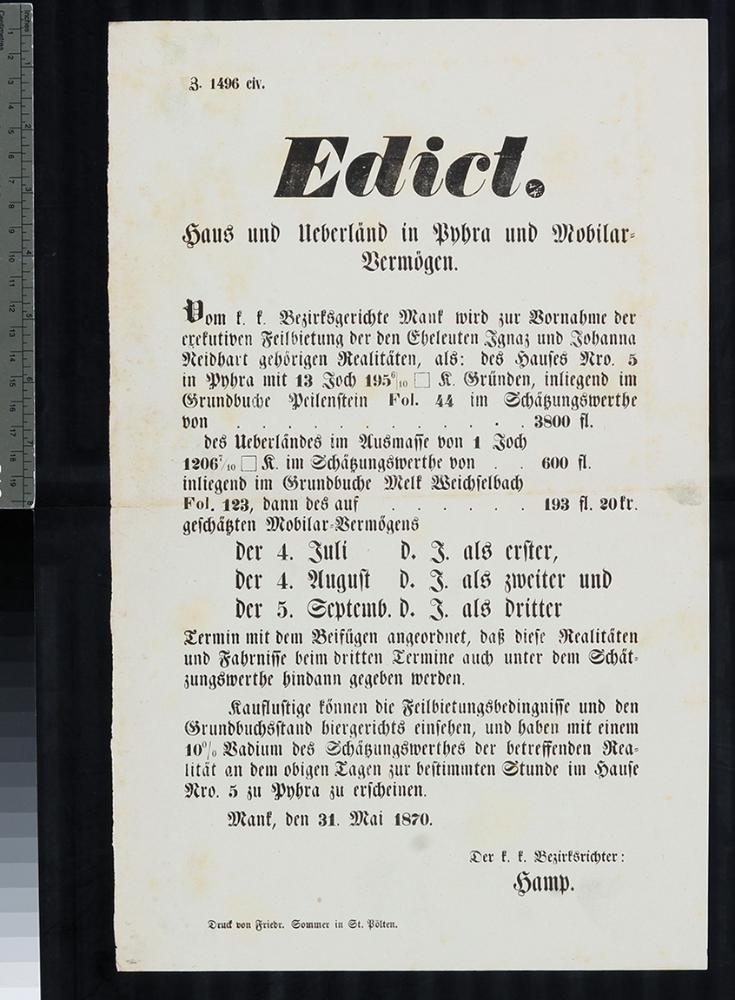 Z. 1496 civ.
Edict.
Haus und Ueberländ in Pyhra und Mobilar-
Vermögen.
Vom k. k. Bezirksgerichte Mank wird zur Vornahme der
exekutiven Feilbietung der den Eheleuten Ignaz und Johanna
Neidhart gehörigen Realitäten, als: des Hauses Nro. 5
in Pyhra mit 13 Joch 195 6/10 □ K. Gründen, inliegend im
Grundbuche Peilenstein Fol. 44 im Schätzungswerthe
von . . . . . . . . . . . . 3800 fl.
des Ueberländes im Ausmasse von 1 Joch
1206 7/10 □ K. im Schätzungswerthe von . . 600 fl.
inliegend im Grundbuche Melk Weichselbach
Fol. 123, dann des auf . . . . . . 193 fl. 20 kr.
geschätzten Mobilar-Vermögens
der 4. Juli d. J. als erster,
der 4. August d. J. als zweiter und
der 5. Septemb. d. J. als dritter
Termin mit dem Beifügen angeordnet, daß diese Realitäten
und Fahrnisse beim dritten Termine auch unter dem Schät-
zungswerthe hindann gegeben werden.
Kauflustige können die Feilbietungsbedingnisse und den
Grundbuchsstand hiergerichts einsehen, und haben mit einem
10% Vadium des Schätzungswerthes der betreffenden Rea-
lität an dem obigen Tagen zur bestimmten Stunde im Hause
Nro. 5 zu Pyhra zu erscheinen.
Mank, den 31. Mai 1870.
Der k. k. Bezirksrichter:
Hamp.
Druck von Friedr. Sommer in St. Pölten.